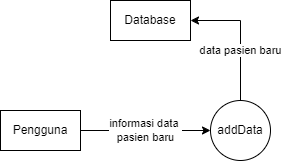 Database
data pasien baru
Pengguna
informasi data
pasien baru
addData